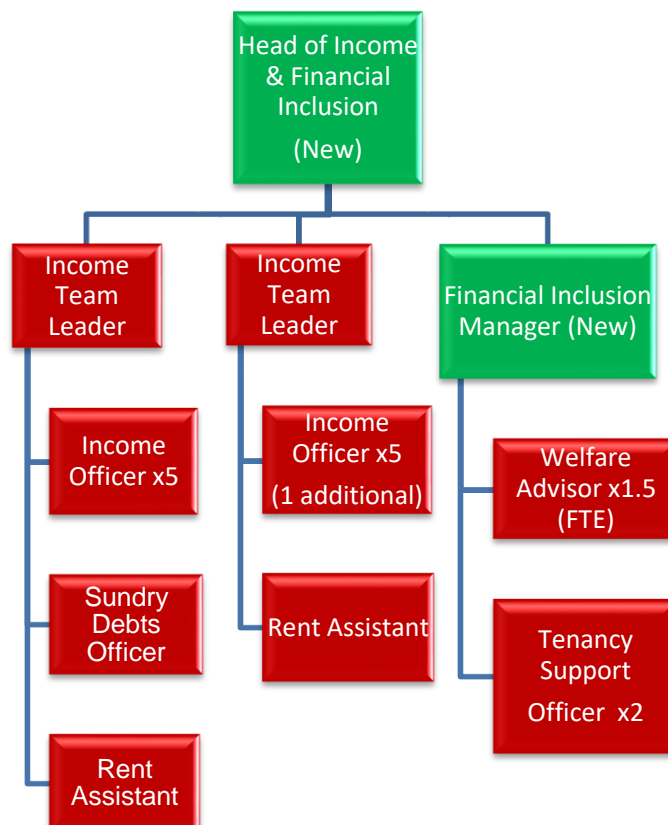 Head of Income
& Financial
Inclusion
(New)
Income
Team
Leader
Income
Team
Leader
Financial Inclusion
Manager (New)
Income
Officer x5
Income
Officer x5
(1 additional)
Welfare
Advisor x1.5
(FTE)
Sundry
Debts
Officer
Rent Assistant
Tenancy
Support
Officer x2
Rent
Assistant